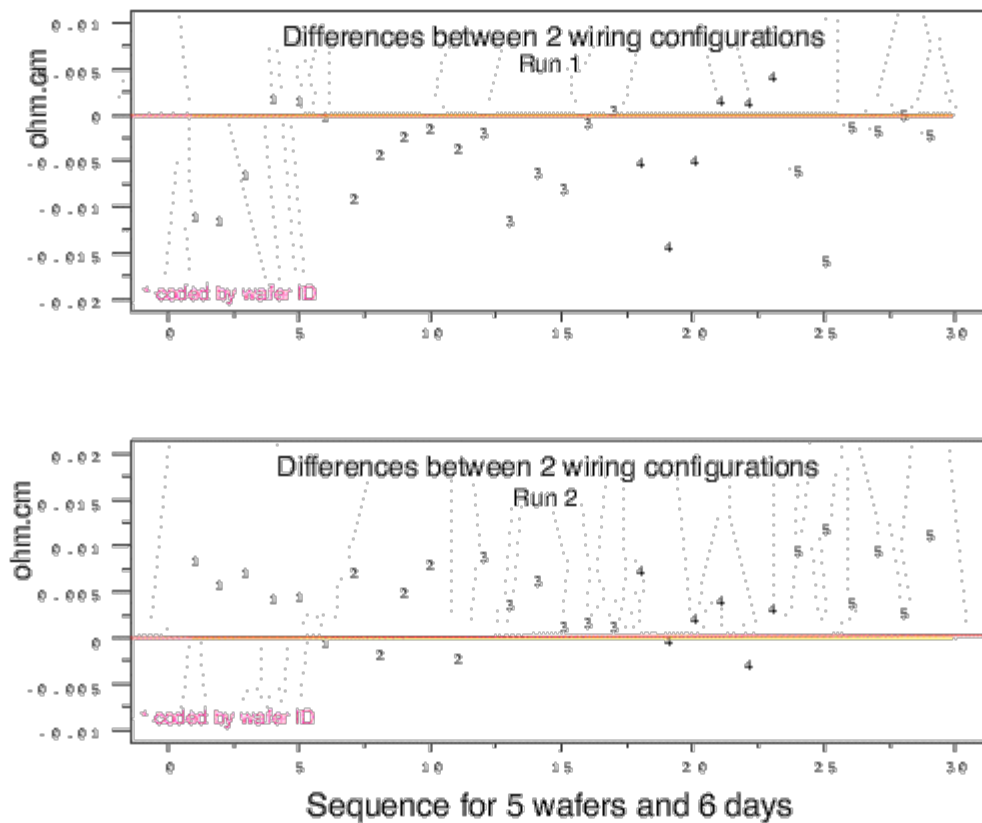 Differences between 2 wiring configurations
Run 1
ohm.cm
0.01
0.005
0
-0.005
-0.01
-0.015
-0.02
* coded by wafer ID
0 5 10 15 20 25 30
Differences between 2 wiring configurations
Run 2
ohm.cm
0.02
0.015
0.01
0.005
0
-0.005
-0.01
* coded by wafer ID
0 5 10 15 20 25 30
Sequence for 5 wafers and 6 days